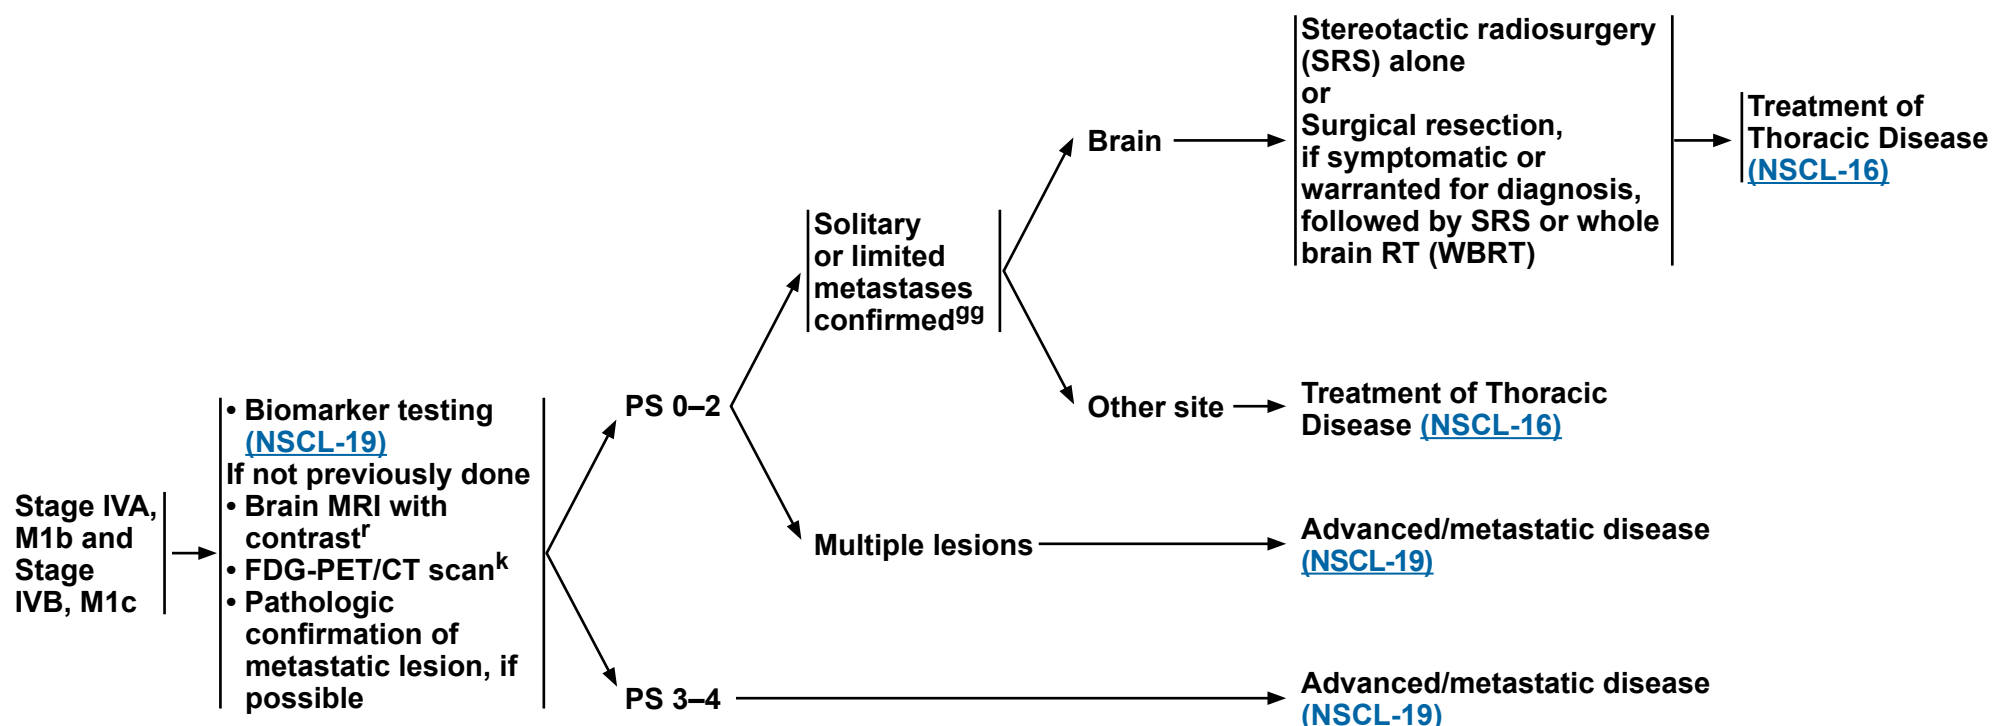 Stage IVA,
M1b and
Stage
IVB, M1c
• Biomarker testing
(NSCL-19)
If not previously done
• Brain MRI with
contrastʳ
• FDG-PET/CT scanᵏ
• Pathologic
confirmation of
metastatic lesion, if
possible
PS 0–2
Solitary
or limited
metastases
confirmedᵍᵍ
Brain
Stereotactic radiosurgery
(SRS) alone
or
Surgical resection,
if symptomatic or
warranted for diagnosis,
followed by SRS or whole
brain RT (WBRT)
Treatment of
Thoracic Disease
(NSCL-16)
Other site
Treatment of Thoracic
Disease (NSCL-16)
Multiple lesions
Advanced/metastatic disease
(NSCL-19)
PS 3–4
Advanced/metastatic disease
(NSCL-19)